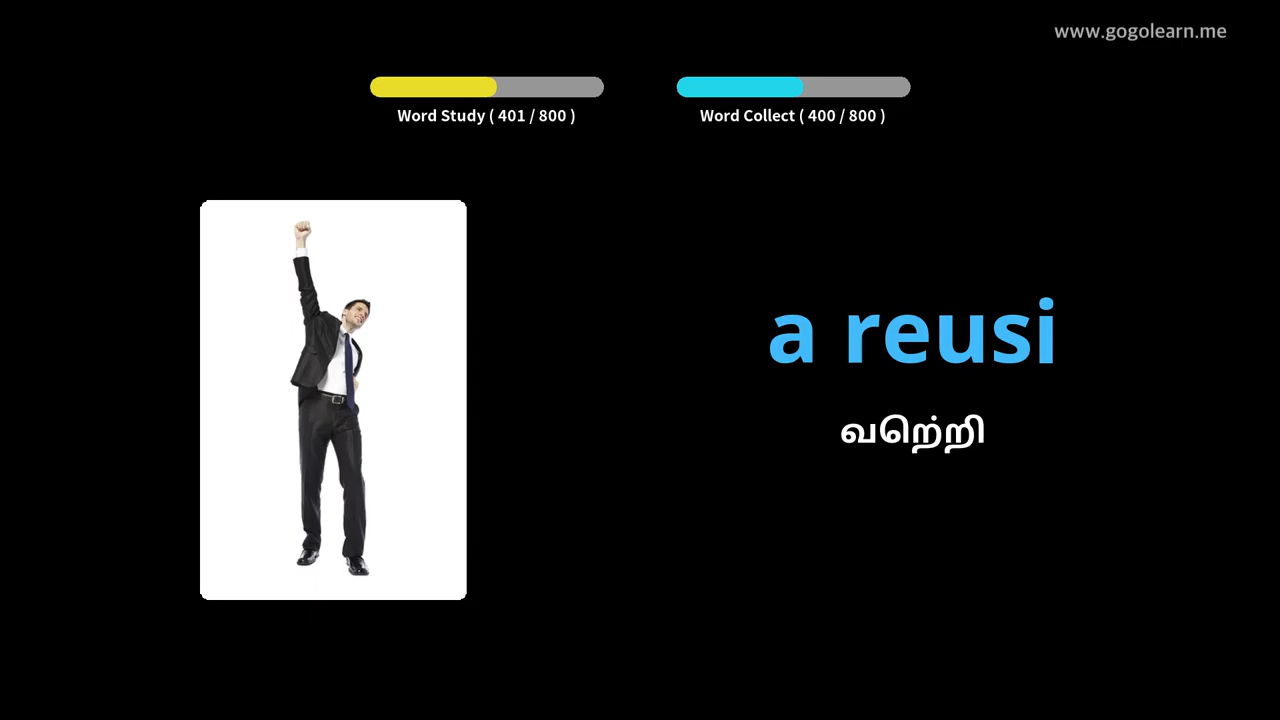 www.gogolearn.me
Word Study ( 401 / 800 )
Word Collect ( 400 / 800 )
a reusi
வெற்றி